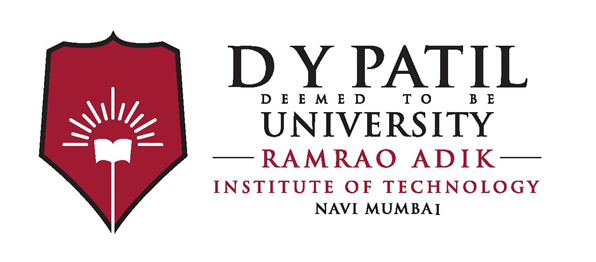 D Y PATIL
DEEMED TO BE
UNIVERSITY
RAMRAO ADIK
INSTITUTE OF TECHNOLOGY
NAVI MUMBAI